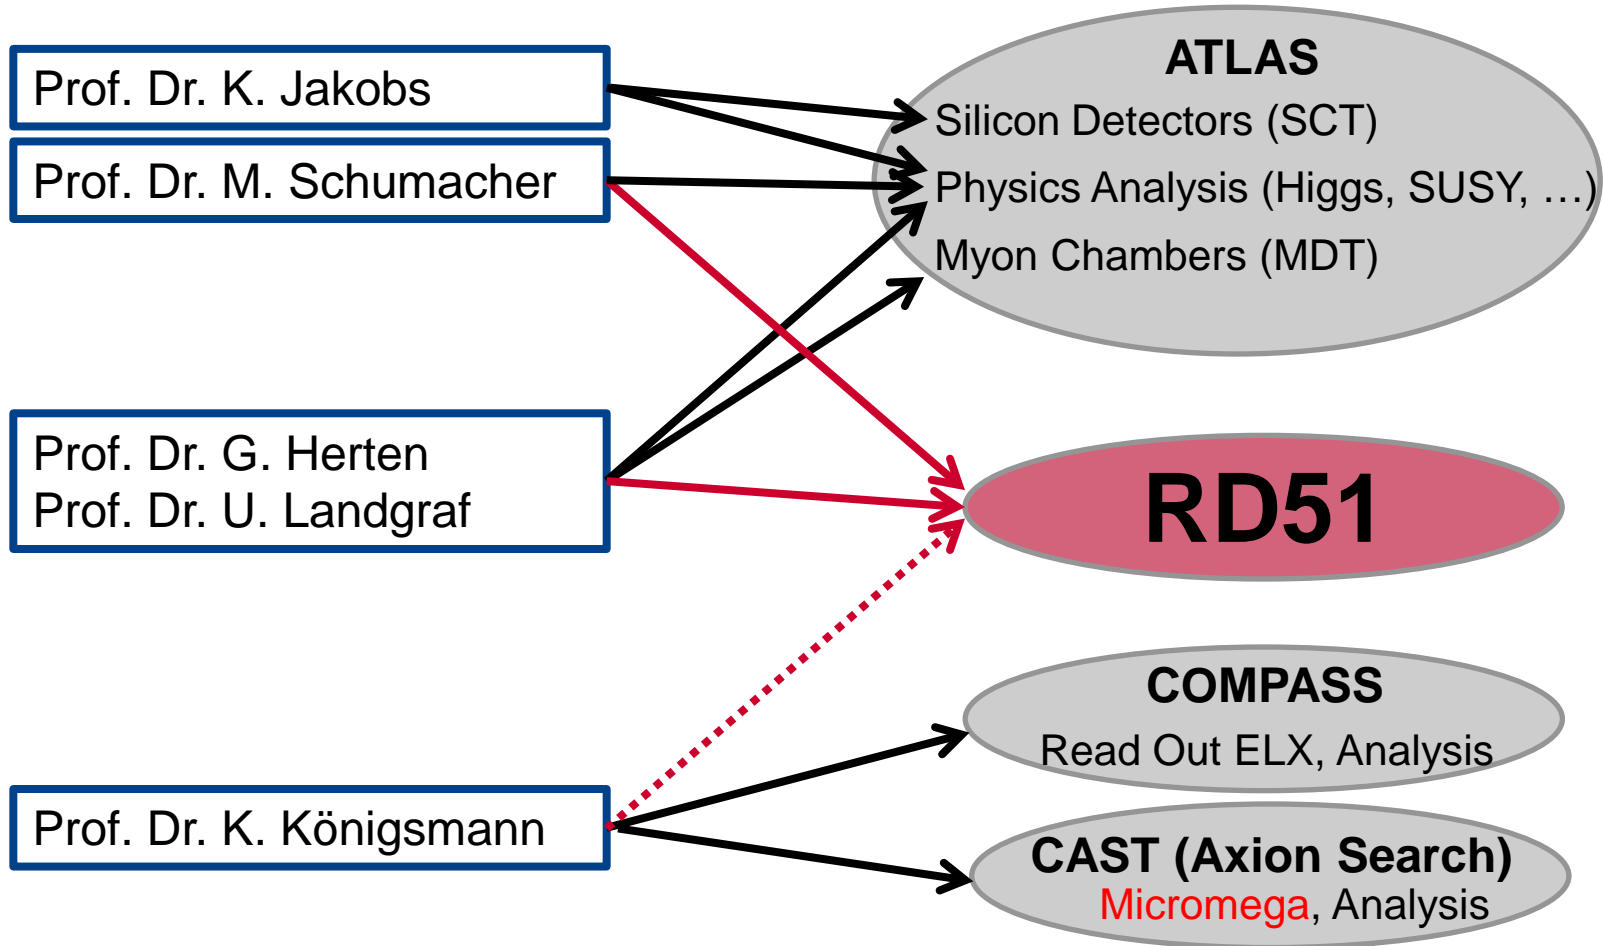 Prof. Dr. K. Jakobs
Prof. Dr. M. Schumacher
Prof. Dr. G. Herten
Prof. Dr. U. Landgraf
Prof. Dr. K. Königsmann
ATLAS
Silicon Detectors (SCT)
Physics Analysis (Higgs, SUSY, …)
Myon Chambers (MDT)
RD51
COMPASS
Read Out ELX, Analysis
CAST (Axion Search)
Micromega, Analysis